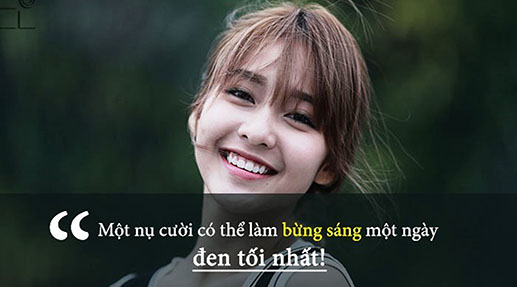 “ Một nụ cười có thể làm bừng sáng một ngày
đen tối nhất!